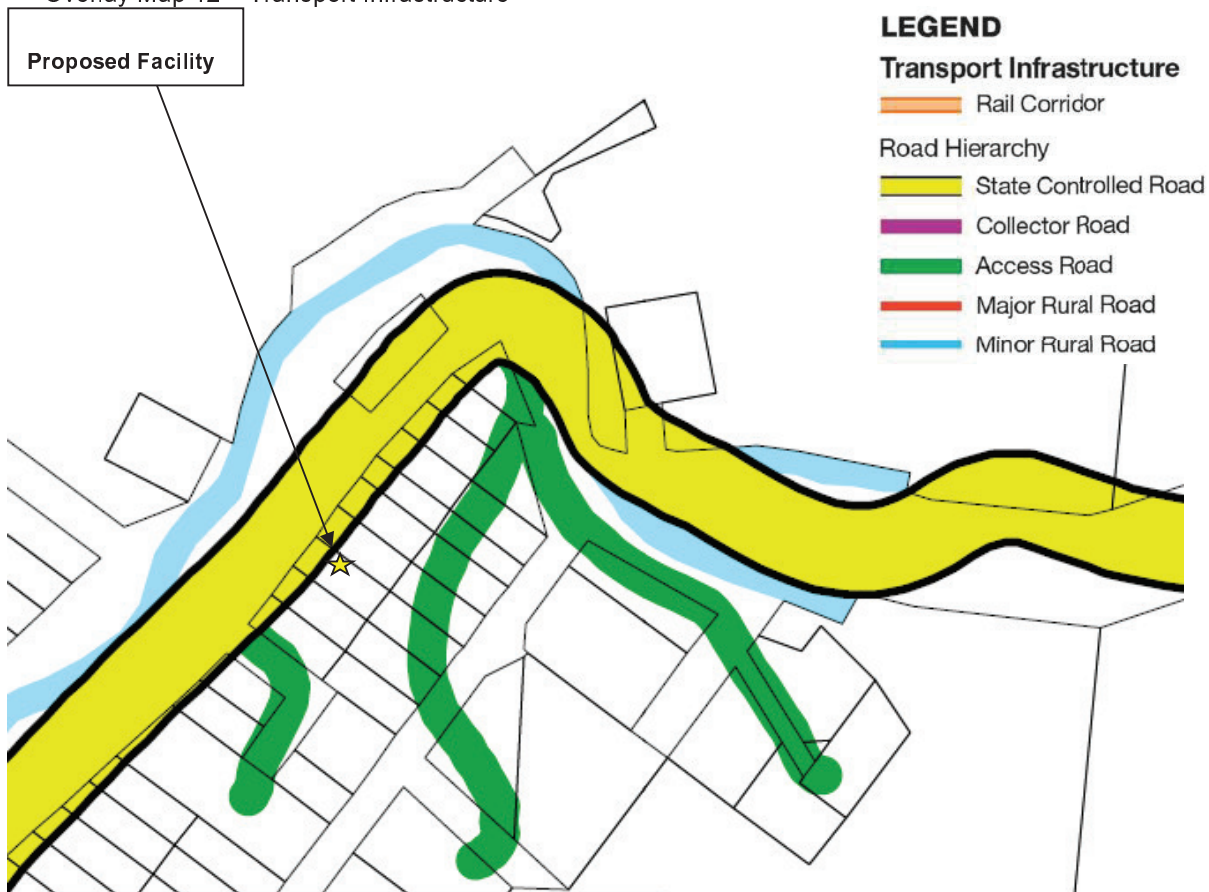 Proposed Facility
LEGEND
Transport Infrastructure
Rail Corridor
Road Hierarchy
State Controlled Road
Collector Road
Access Road
Major Rural Road
Minor Rural Road